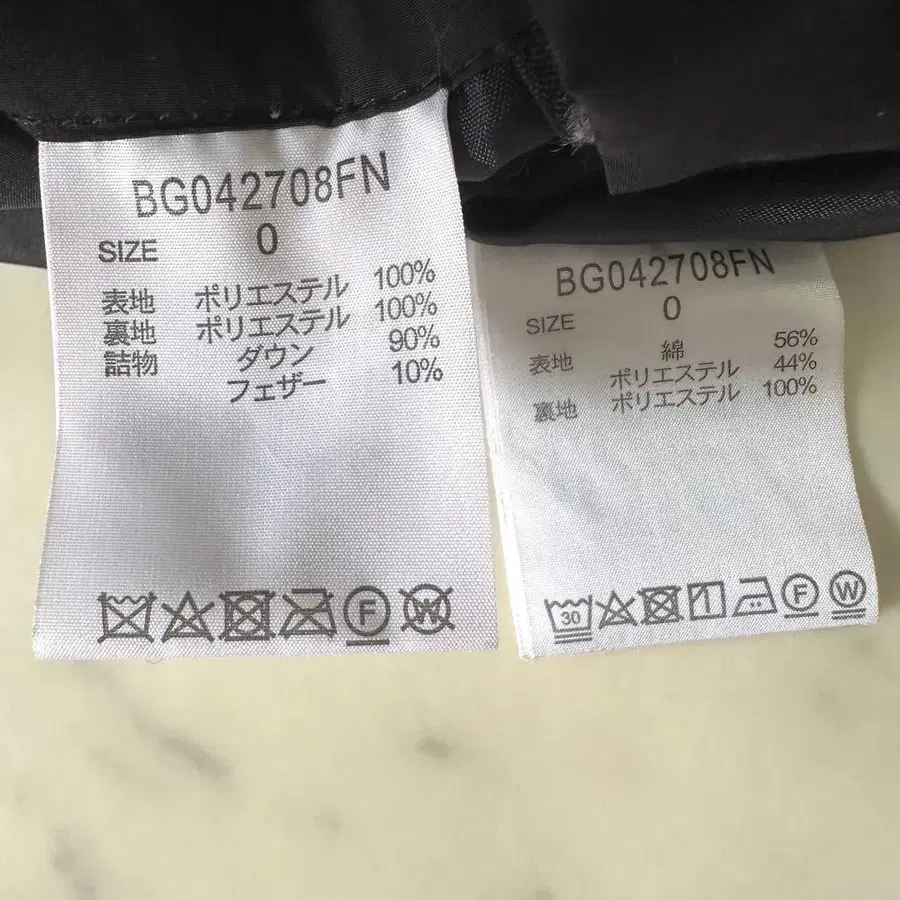 BG042708FN
SIZE 0
表地 ポリエステル 100%
裏地 ポリエステル 100%
詰物 ダウン 90%
フェザー 10%
F W
BG042708FN
SIZE 0
表地 綿 56%
ポリエステル 44%
裏地 ポリエステル 100%
30 F W